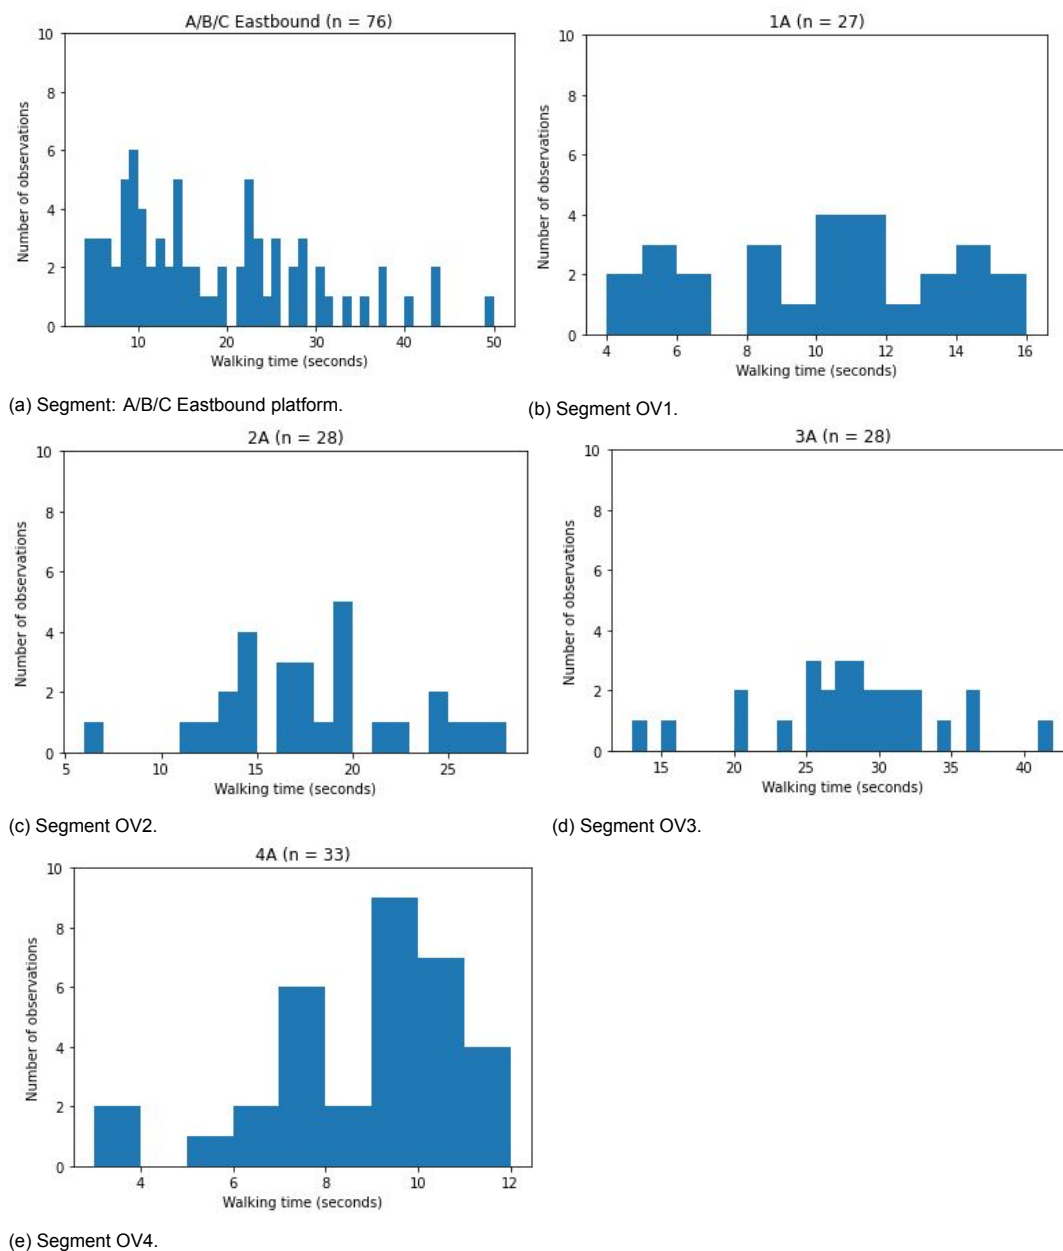 A/B/C Eastbound (n = 76)
10
8
6
4
2
0
Number of observations
10 20 30 40 50
Walking time (seconds)
(a) Segment: A/B/C Eastbound platform.
1A (n = 27)
10
8
6
4
2
0
Number of observations
4 6 8 10 12 14 16
Walking time (seconds)
(b) Segment OV1.
2A (n = 28)
10
8
6
4
2
0
Number of observations
5 10 15 20 25
Walking time (seconds)
(c) Segment OV2.
3A (n = 28)
10
8
6
4
2
0
Number of observations
15 20 25 30 35 40
Walking time (seconds)
(d) Segment OV3.
4A (n = 33)
10
8
6
4
2
0
Number of observations
4 6 8 10 12
Walking time (seconds)
(e) Segment OV4.